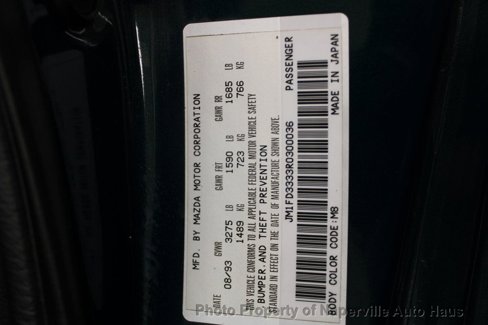 MFD. BY MAZDA MOTOR CORPORATION
DATE GVWR GAWR FRT GAWR RR
08/93 3275 LB 1590 LB 1685 LB
1489 KG 723 KG 766 KG
THIS VEHICLE CONFORMS TO ALL APPLICABLE FEDERAL MOTOR VEHICLE SAFETY
BUMPER.AND THEFT PREVENTION
STANDARD IN EFFECT ON THE DATE OF MANUFACTURE SHOWN ABOVE.
JM1FD3333R0300036 PASSENGER
BODY COLOR CODE:M8 MADE IN JAPAN
Photo Property of Naperville Auto Haus